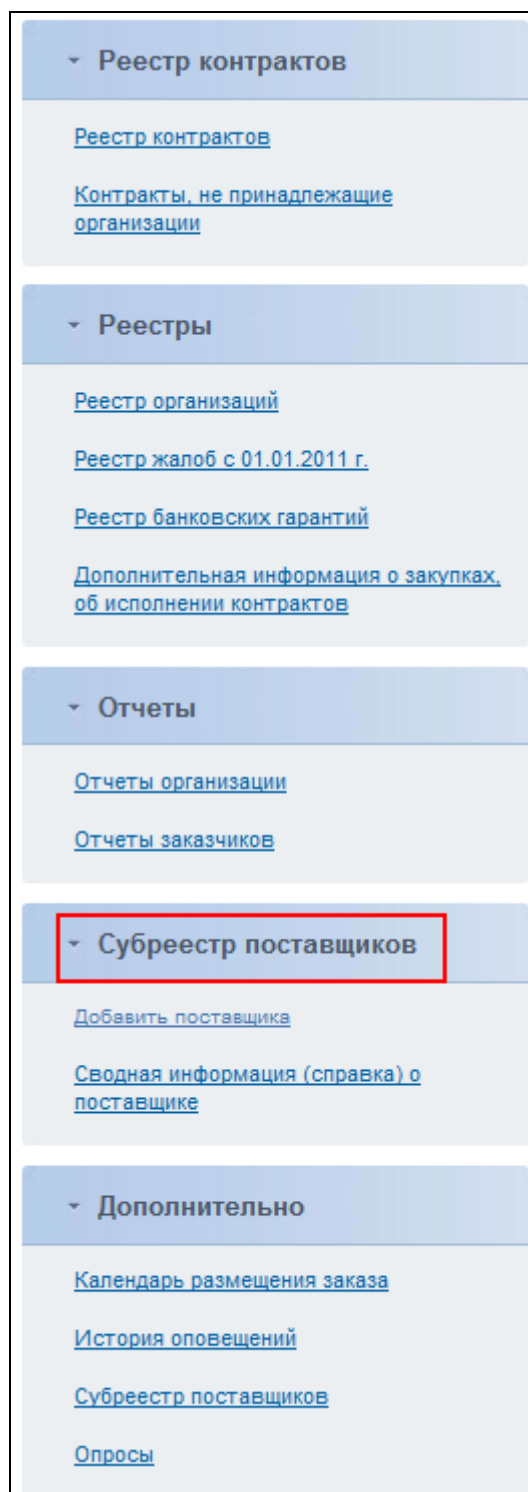 Реестр контрактов
Реестр контрактов
Контракты, не принадлежащие
организации
Реестры
Реестр организаций
Реестр жалоб с 01.01.2011 г.
Реестр банковских гарантий
Дополнительная информация о закупках,
об исполнении контрактов
Отчеты
Отчеты организации
Отчеты заказчиков
Субреестр поставщиков
Добавить поставщика
Сводная информация (справка) о
поставщике
Дополнительно
Календарь размещения заказа
История оповещений
Субреестр поставщиков
Опросы